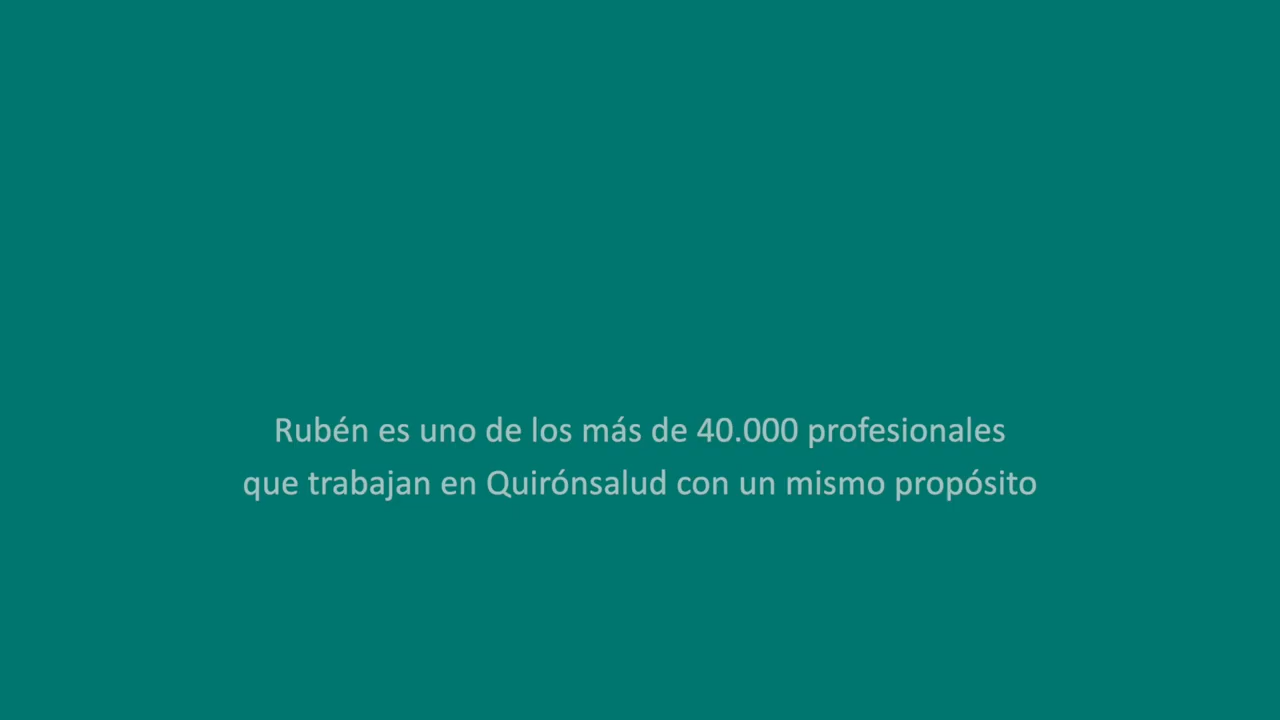 Rubén es uno de los más de 40.000 profesionales
que trabajan en Quirónsalud con un mismo propósito